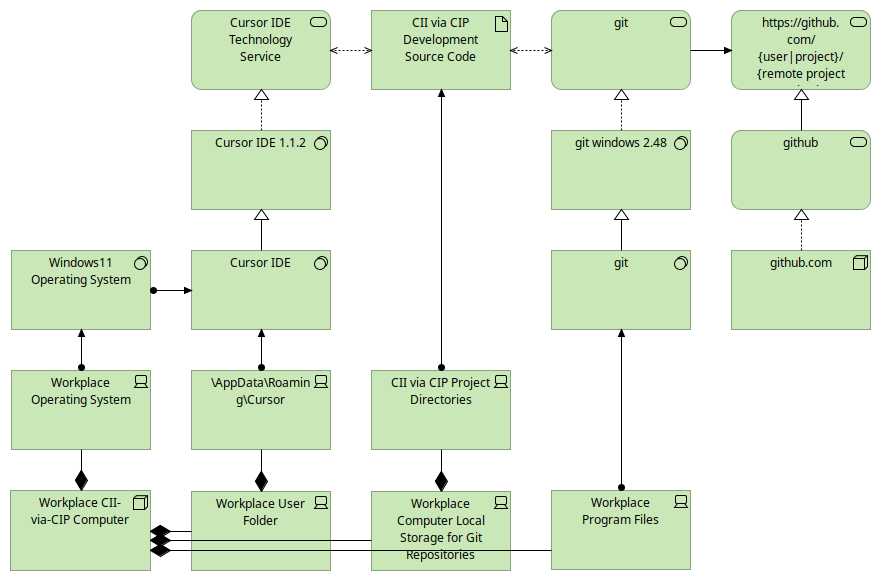 Cursor IDE
Technology
Service
CII via CIP
Development
Source Code
git
https://github.
com/
{user|project}/
{remote project
Cursor IDE 1.1.2
git windows 2.48
github
Windows11
Operating System
Cursor IDE
git
github.com
Workplace
Operating System
\AppData\Roamin
g\Cursor
CII via CIP Project
Directories
Workplace CII-
via-CIP Computer
Workplace User
Folder
Workplace
Computer Local
Storage for Git
Repositories
Workplace
Program Files